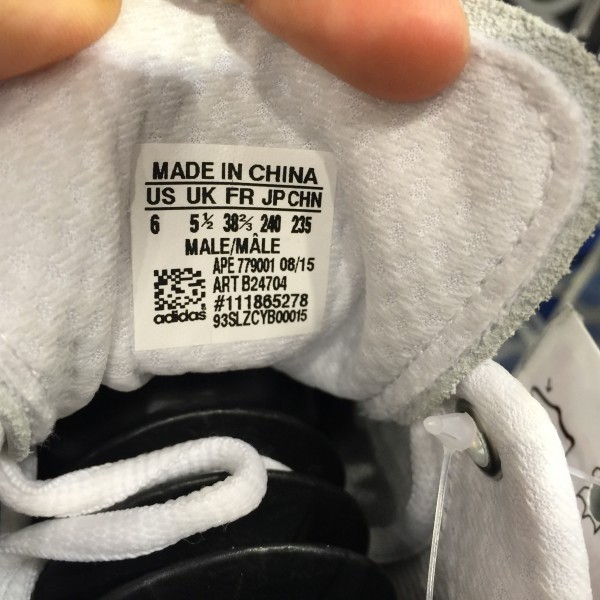 MADE IN CHINA
US UK FR JP CHN
6 5½ 38⅔ 240 235
MALE/MÂLE
APE 779001 08/15
ART B24704
#111865278
93SLZCYB00015
adidas